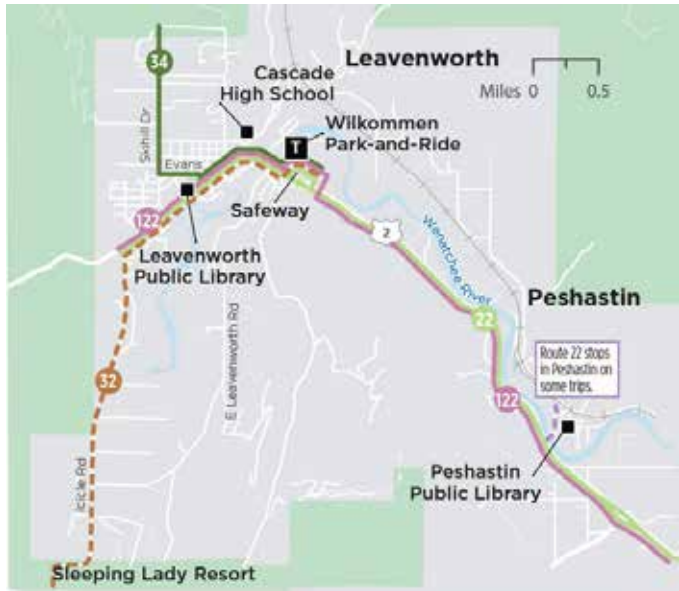 34
Leavenworth
Cascade
High School
Miles 0
0.5
Wilkommen
Park-and-Ride
T
Skihill Dr
Evans
Safeway
122
Leavenworth
Public Library
2
Wenatchee River
Peshastin
22
E Leavenworth Rd
Route 22 stops
in Peshastin on
some trips.
32
122
Icicle Rd
Peshastin
Public Library
Sleeping Lady Resort